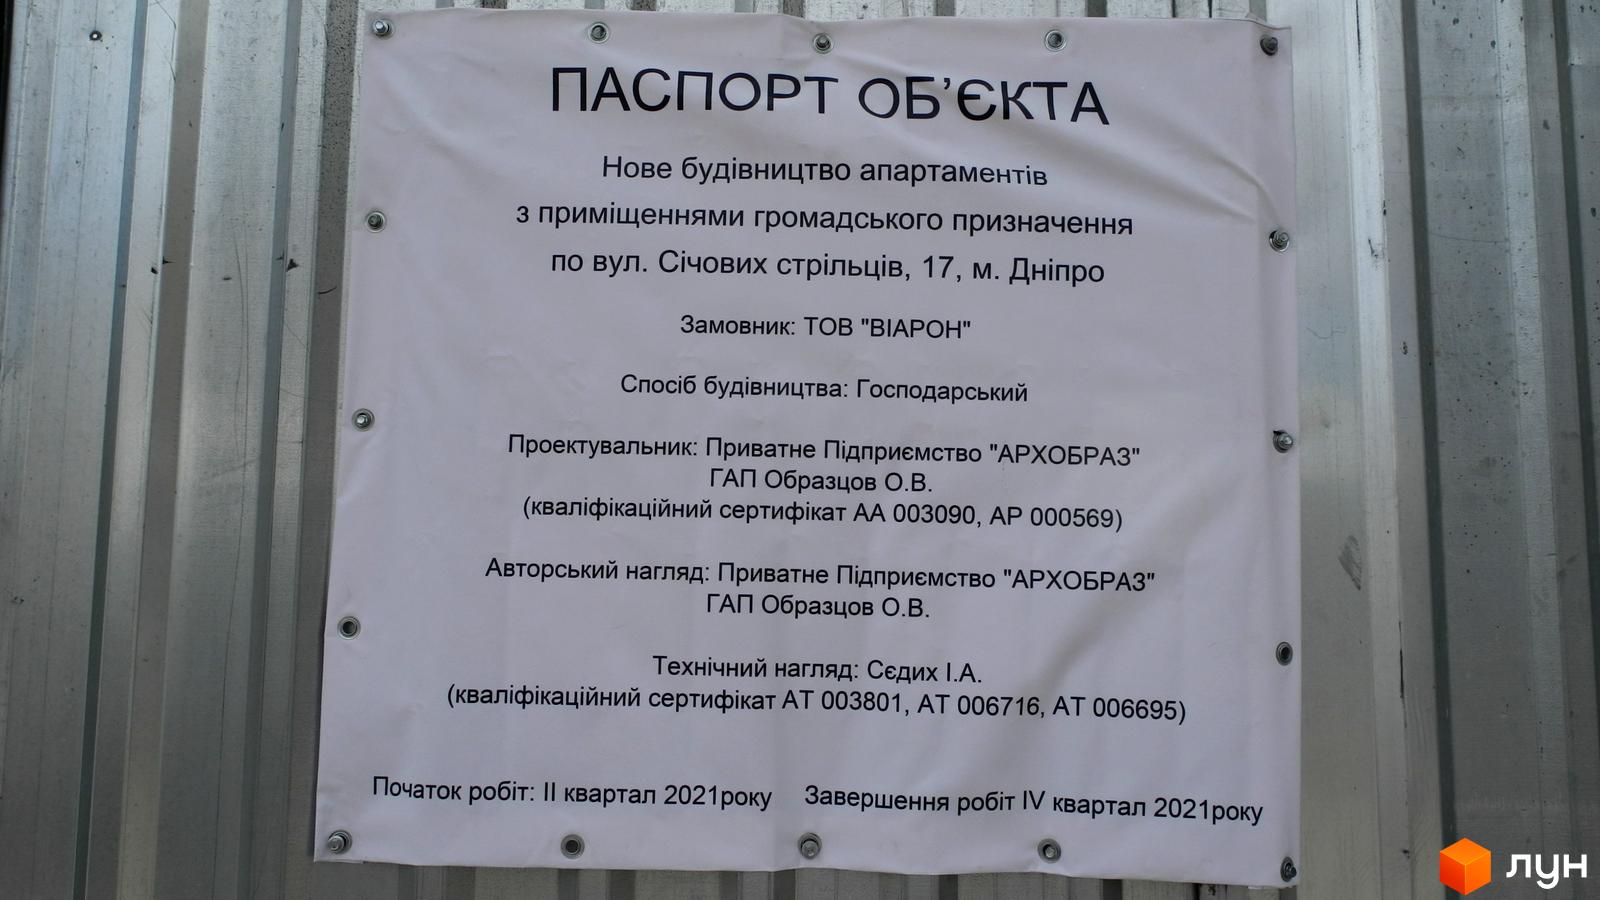 ПАСПОРТ ОБ'ЄКТА
Нове будівництво апартаментів
з приміщеннями громадського призначення
по вул. Січових стрільців, 17, м. Дніпро
Замовник: ТОВ "ВІАРОН"
Спосіб будівництва: Господарський
Проектувальник: Приватне Підприємство "АРХОБРАЗ"
ГАП Образцов О.В.
(кваліфікаційний сертифікат АА 003090, АР 000569)
Авторський нагляд: Приватне Підприємство "АРХОБРАЗ"
ГАП Образцов О.В.
Технічний нагляд: Сєдих І.А.
(кваліфікаційний сертифікат АТ 003801, АТ 006716, АТ 006695)
Початок робіт: II квартал 2021року Завершення робіт IV квартал 2021року
лун